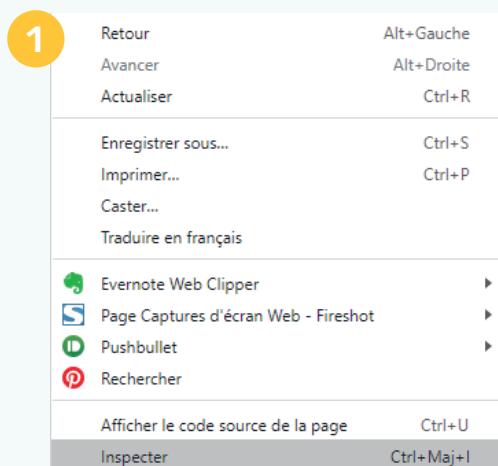 1
Retour Alt+Gauche
Avancer Alt+Droite
Actualiser Ctrl+R
Enregistrer sous... Ctrl+S
Imprimer... Ctrl+P
Caster...
Traduire en français
Evernote Web Clipper
Page Captures d'écran Web - Fireshot
Pushbullet
Rechercher
Afficher le code source de la page Ctrl+U
Inspecter Ctrl+Maj+I